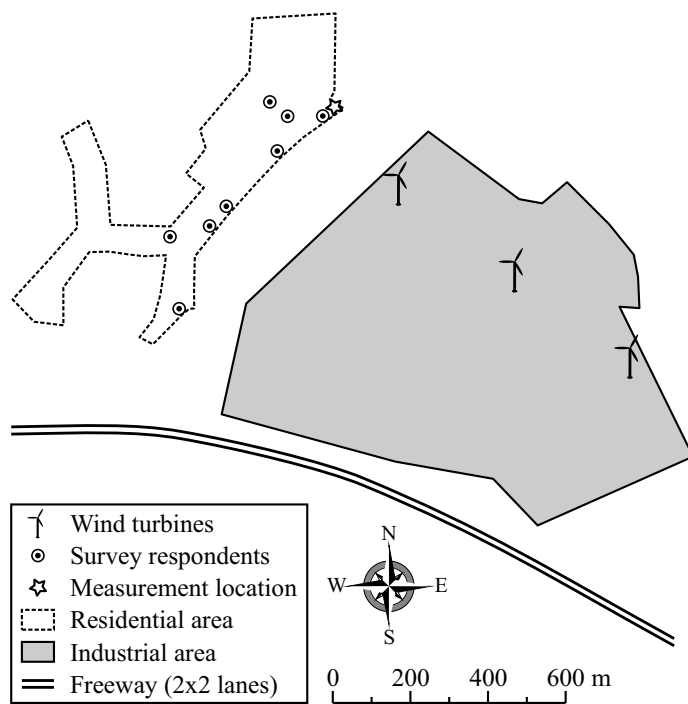 N
W
E
S
Wind turbines
Survey respondents
Measurement location
Residential area
Industrial area
Freeway (2x2 lanes)
0 200 400 600 m